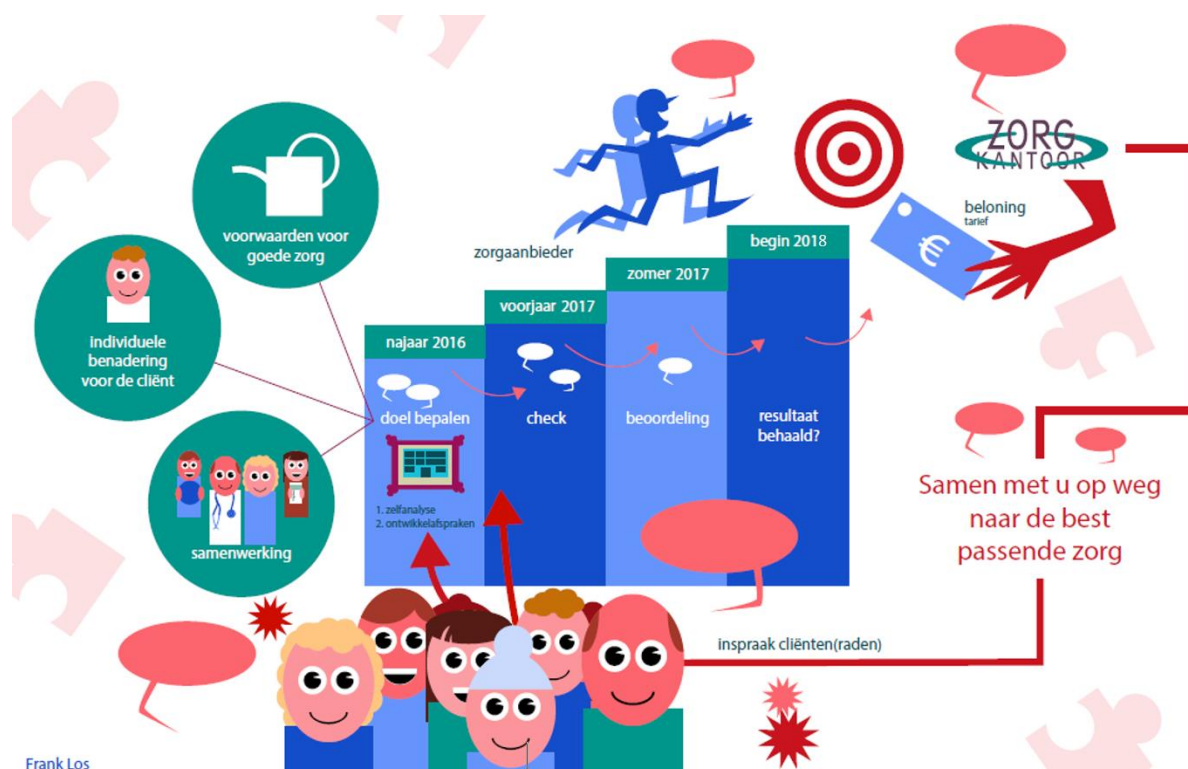 voorwaarden voor
goede zorg
individuele
benadering
voor de cliënt
samenwerking
zorgaanbieder
najaar 2016
doel bepalen
1. zelfanalyse
2. ontwikkelafspraken
voorjaar 2017
check
zomer 2017
beoordeling
begin 2018
resultaat
behaald?
ZORG
KANTOOR
beloning
tarief
€
Samen met u op weg
naar de best
passende zorg
inspraak cliënten(raden)
Frank Los